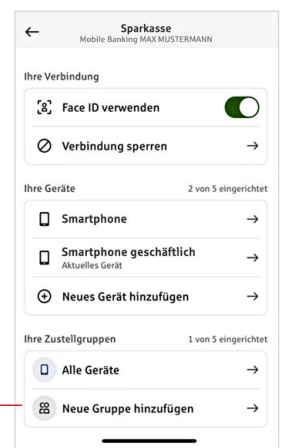 Sparkasse
Mobile Banking MAX MUSTERMANN
Ihre Verbindung
Face ID verwenden
Verbindung sperren
Ihre Geräte 2 von 5 eingerichtet
Smartphone
Smartphone geschäftlich
Aktuelles Gerät
Neues Gerät hinzufügen
Ihre Zustellgruppen 1 von 5 eingerichtet
Alle Geräte
Neue Gruppe hinzufügen